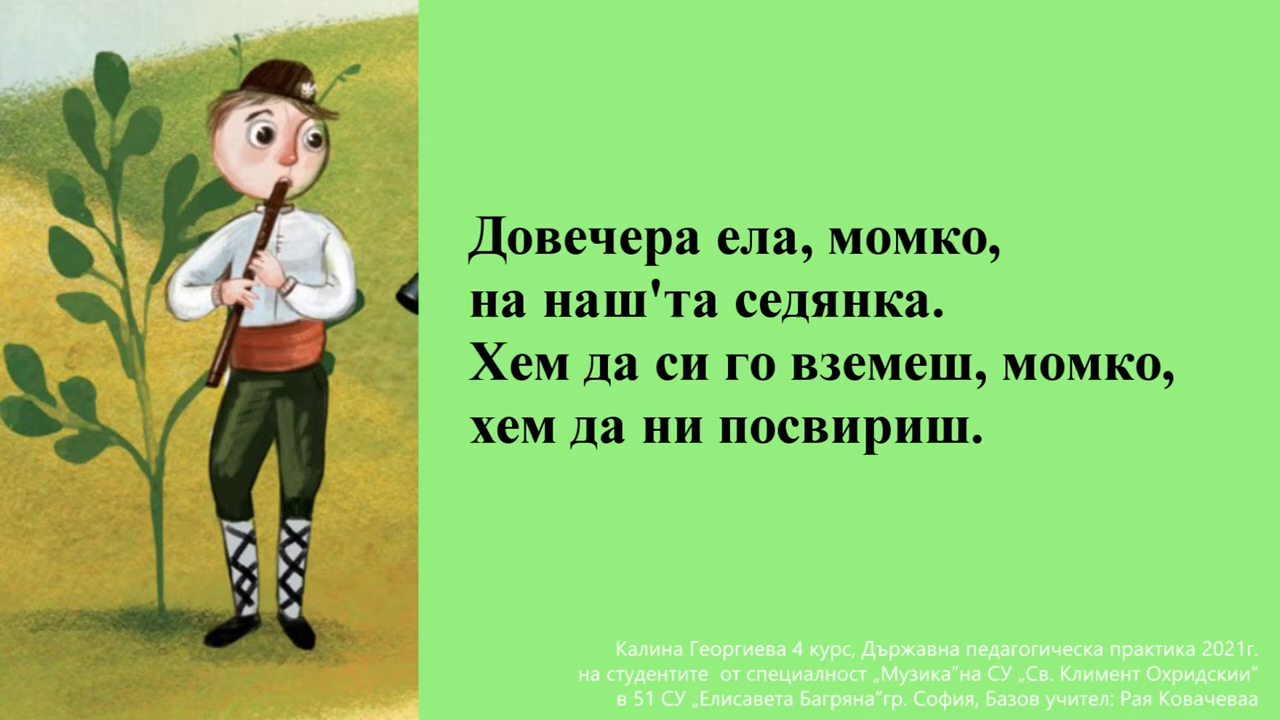 Довечера ела, момко,
на наш'та седянка.
Хем да си го вземеш, момко,
хем да ни посвириш.
Калина Георгиева 4 курс, Държавна педагогическа практика 2021г.
на студентите от специалност „Музика“на СУ „Св. Климент Охридскии“
в 51 СУ „Елисавета Багряна“гр. София, Базов учител: Рая Ковачеваа